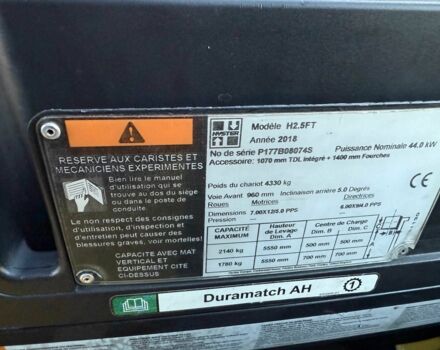 HYSTER
Modèle H2.5FT
Année 2018
No de série P177B08074S Puissance Nominale 44.0 kW
Accessoire: 1070 mm TDL intégré + 1400 mm Fourches
RESERVE AUX CARISTES ET
MECANICIENS EXPERIMENTES
Bien lire le manuel
d'utilisation qui se
trouve au dos du siège
ou dans le poste de
conduite.
Le non respect des consignes
d'utilisation, d'inspection et
d'entretien peut entrainer des
blessures graves, voir mortelles!
CAPACITE AVEC MAT
VERTICAL ET
EQUIPEMENT CITE
CI-DESSUS
Poids du chariot 4330 kg
Voie Avant 960 mm Inclinaison arrière 5.0 Degrés
Roues Motrices Directrices
Dimensions 7.00X12/5.0 PPS 6.00X9/4.0 PPS
Pression
CAPACITÉ Hauteur Centre de Charge
MAXIMUM de Levage Dim. B Dim. C
Dim. A
2140 kg 5550 mm 500 mm 500 mm
1780 kg 5550 mm 700 mm 700 mm
Duramatch AH